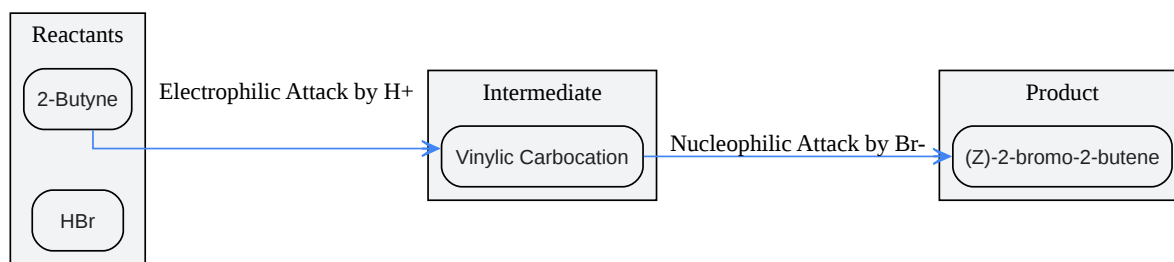 Reactants
2-Butyne
HBr
Electrophilic Attack by H+
Intermediate
Vinylic Carbocation
Nucleophilic Attack by Br-
Product
(Z)-2-bromo-2-butene